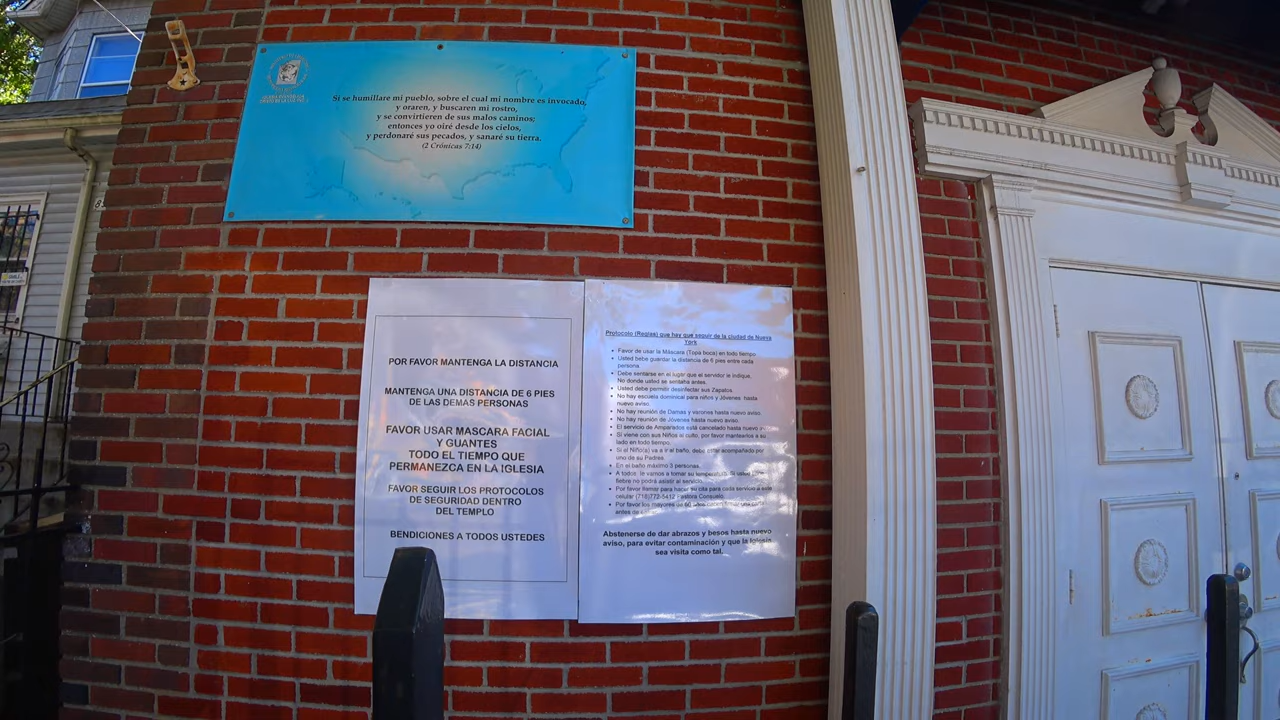 Si se humillare mi pueblo, sobre el cual mi nombre es invocado,
y oraren, y buscaren mi rostro,
y se convirtieren de sus malos caminos;
entonces yo oiré desde los cielos,
y perdonaré sus pecados, y sanaré su tierra.
(2 Crónicas 7:14)
POR FAVOR MANTENGA LA DISTANCIA
MANTENGA UNA DISTANCIA DE 6 PIES
DE LAS DEMAS PERSONAS
FAVOR USAR MASCARA FACIAL
Y GUANTES
TODO EL TIEMPO QUE
PERMANEZCA EN LA IGLESIA
FAVOR SEGUIR LOS PROTOCOLOS
DE SEGURIDAD DENTRO
DEL TEMPLO
BENDICIONES A TODOS USTEDES
Protocolo (Reglas) que hay que seguir de la ciudad de Nueva
York
Favor de usar la Máscara (Tapa boca) en todo tiempo
Usted bebe guardar la distancia de 6 pies entre cada
persona.
Debe sentarse en el lugar que el servidor le indique,
No donde usted se sentaba antes.
Usted debe permitir desinfectar sus Zapatos.
No hay escuela dominical para niños y Jóvenes hasta
nuevo aviso.
No hay reunión de Damas y varones hasta nuevo aviso.
No hay reunión de Jóvenes hasta nuevo aviso.
El servicio de Amparados está cancelado hasta nuevo
Si viene con sus Niños al culto, por favor mantenerlos a su
lado en todo tiempo.
Si el Niño(s) va a ir al baño, debe estar acompañado por
uno de su Padres.
En el baño máximo 3 personas.
A todos, le vamos a tomar su temperatura. Si usted tiene
fiebre no podrá asistir al servicio.
Por favor llamar para hacer su cita para cada servicio a este
celular (718)772-5412 Pastora Consuelo.
Por favor los mayores de 60 años
antes de
Abstenerse de dar abrazos y besos hasta nuevo
aviso, para evitar contaminación y que la Iglesia
sea visita como tal.